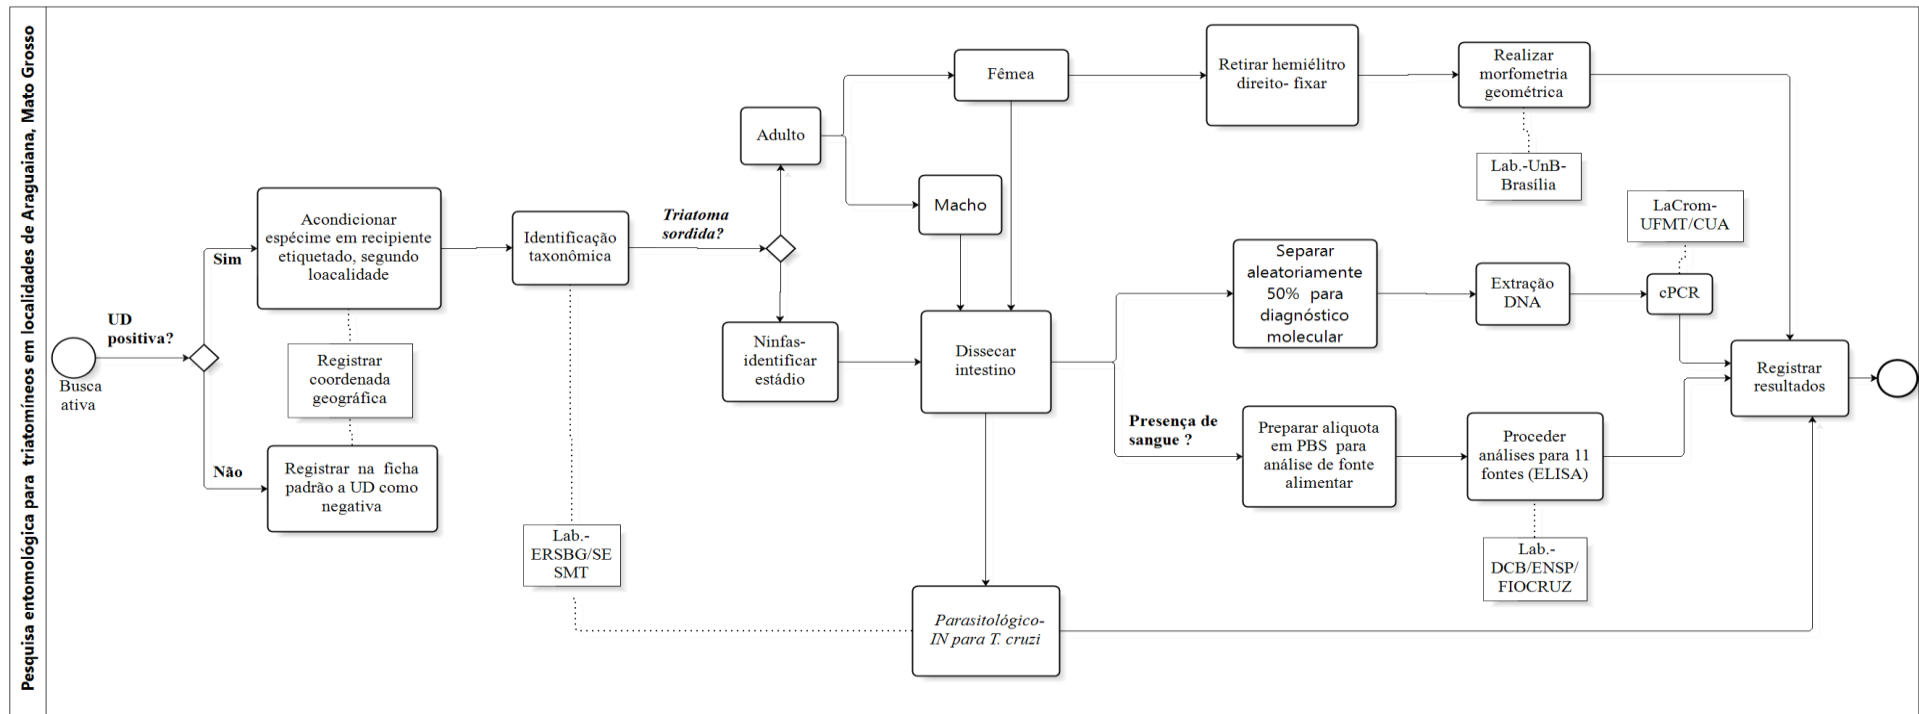 Pesquisa entomológica para triatomíneos em localidades de Araguaiana, Mato Grosso
Busca
ativa
UD
positiva?
Sim
Não
Acondicionar
espécime em recipiente
etiquetado, segundo
loacalidade
Registrar
coordenada
geográfica
Registrar na ficha
padrão a UD como
negativa
Identificação
taxonômica
Lab.-
ERSBG/SE
SMT
Triatoma
sordida?
Adulto
Ninfas-
identificar
estádio
Fêmea
Macho
Dissecar
intestino
Parasitológico-
IN para T. cruzi
Retirar hemiélitro
direito- fixar
Realizar
morfometria
geométrica
Lab.-UnB-
Brasília
Separar
aleatoriamente
50% para
diagnóstico
molecular
Extração
DNA
cPCR
LaCrom-
UFMT/CUA
Presença de
sangue ?
Preparar aliquota
em PBS para
análise de fonte
alimentar
Proceder
análises para 11
fontes (ELISA)
Lab.-
DCB/ENSP/
FIOCRUZ
Registrar
resultados